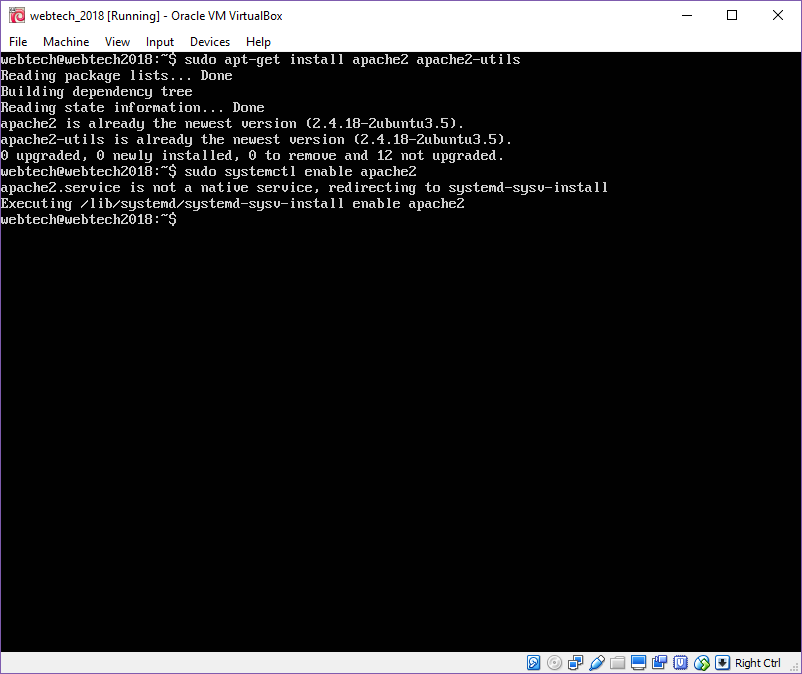 webtech_2018 [Running] - Oracle VM VirtualBox
File Machine View Input Devices Help
webtech@webtech2018:~$ sudo apt-get install apache2 apache2-utils
Reading package lists... Done
Building dependency tree
Reading state information... Done
apache2 is already the newest version (2.4.18-2ubuntu3.5).
apache2-utils is already the newest version (2.4.18-2ubuntu3.5).
0 upgraded, 0 newly installed, 0 to remove and 12 not upgraded.
webtech@webtech2018:~$ sudo systemctl enable apache2
apache2.service is not a native service, redirecting to systemd-sysv-install
Executing /lib/systemd/systemd-sysv-install enable apache2
webtech@webtech2018:~$
Right Ctrl